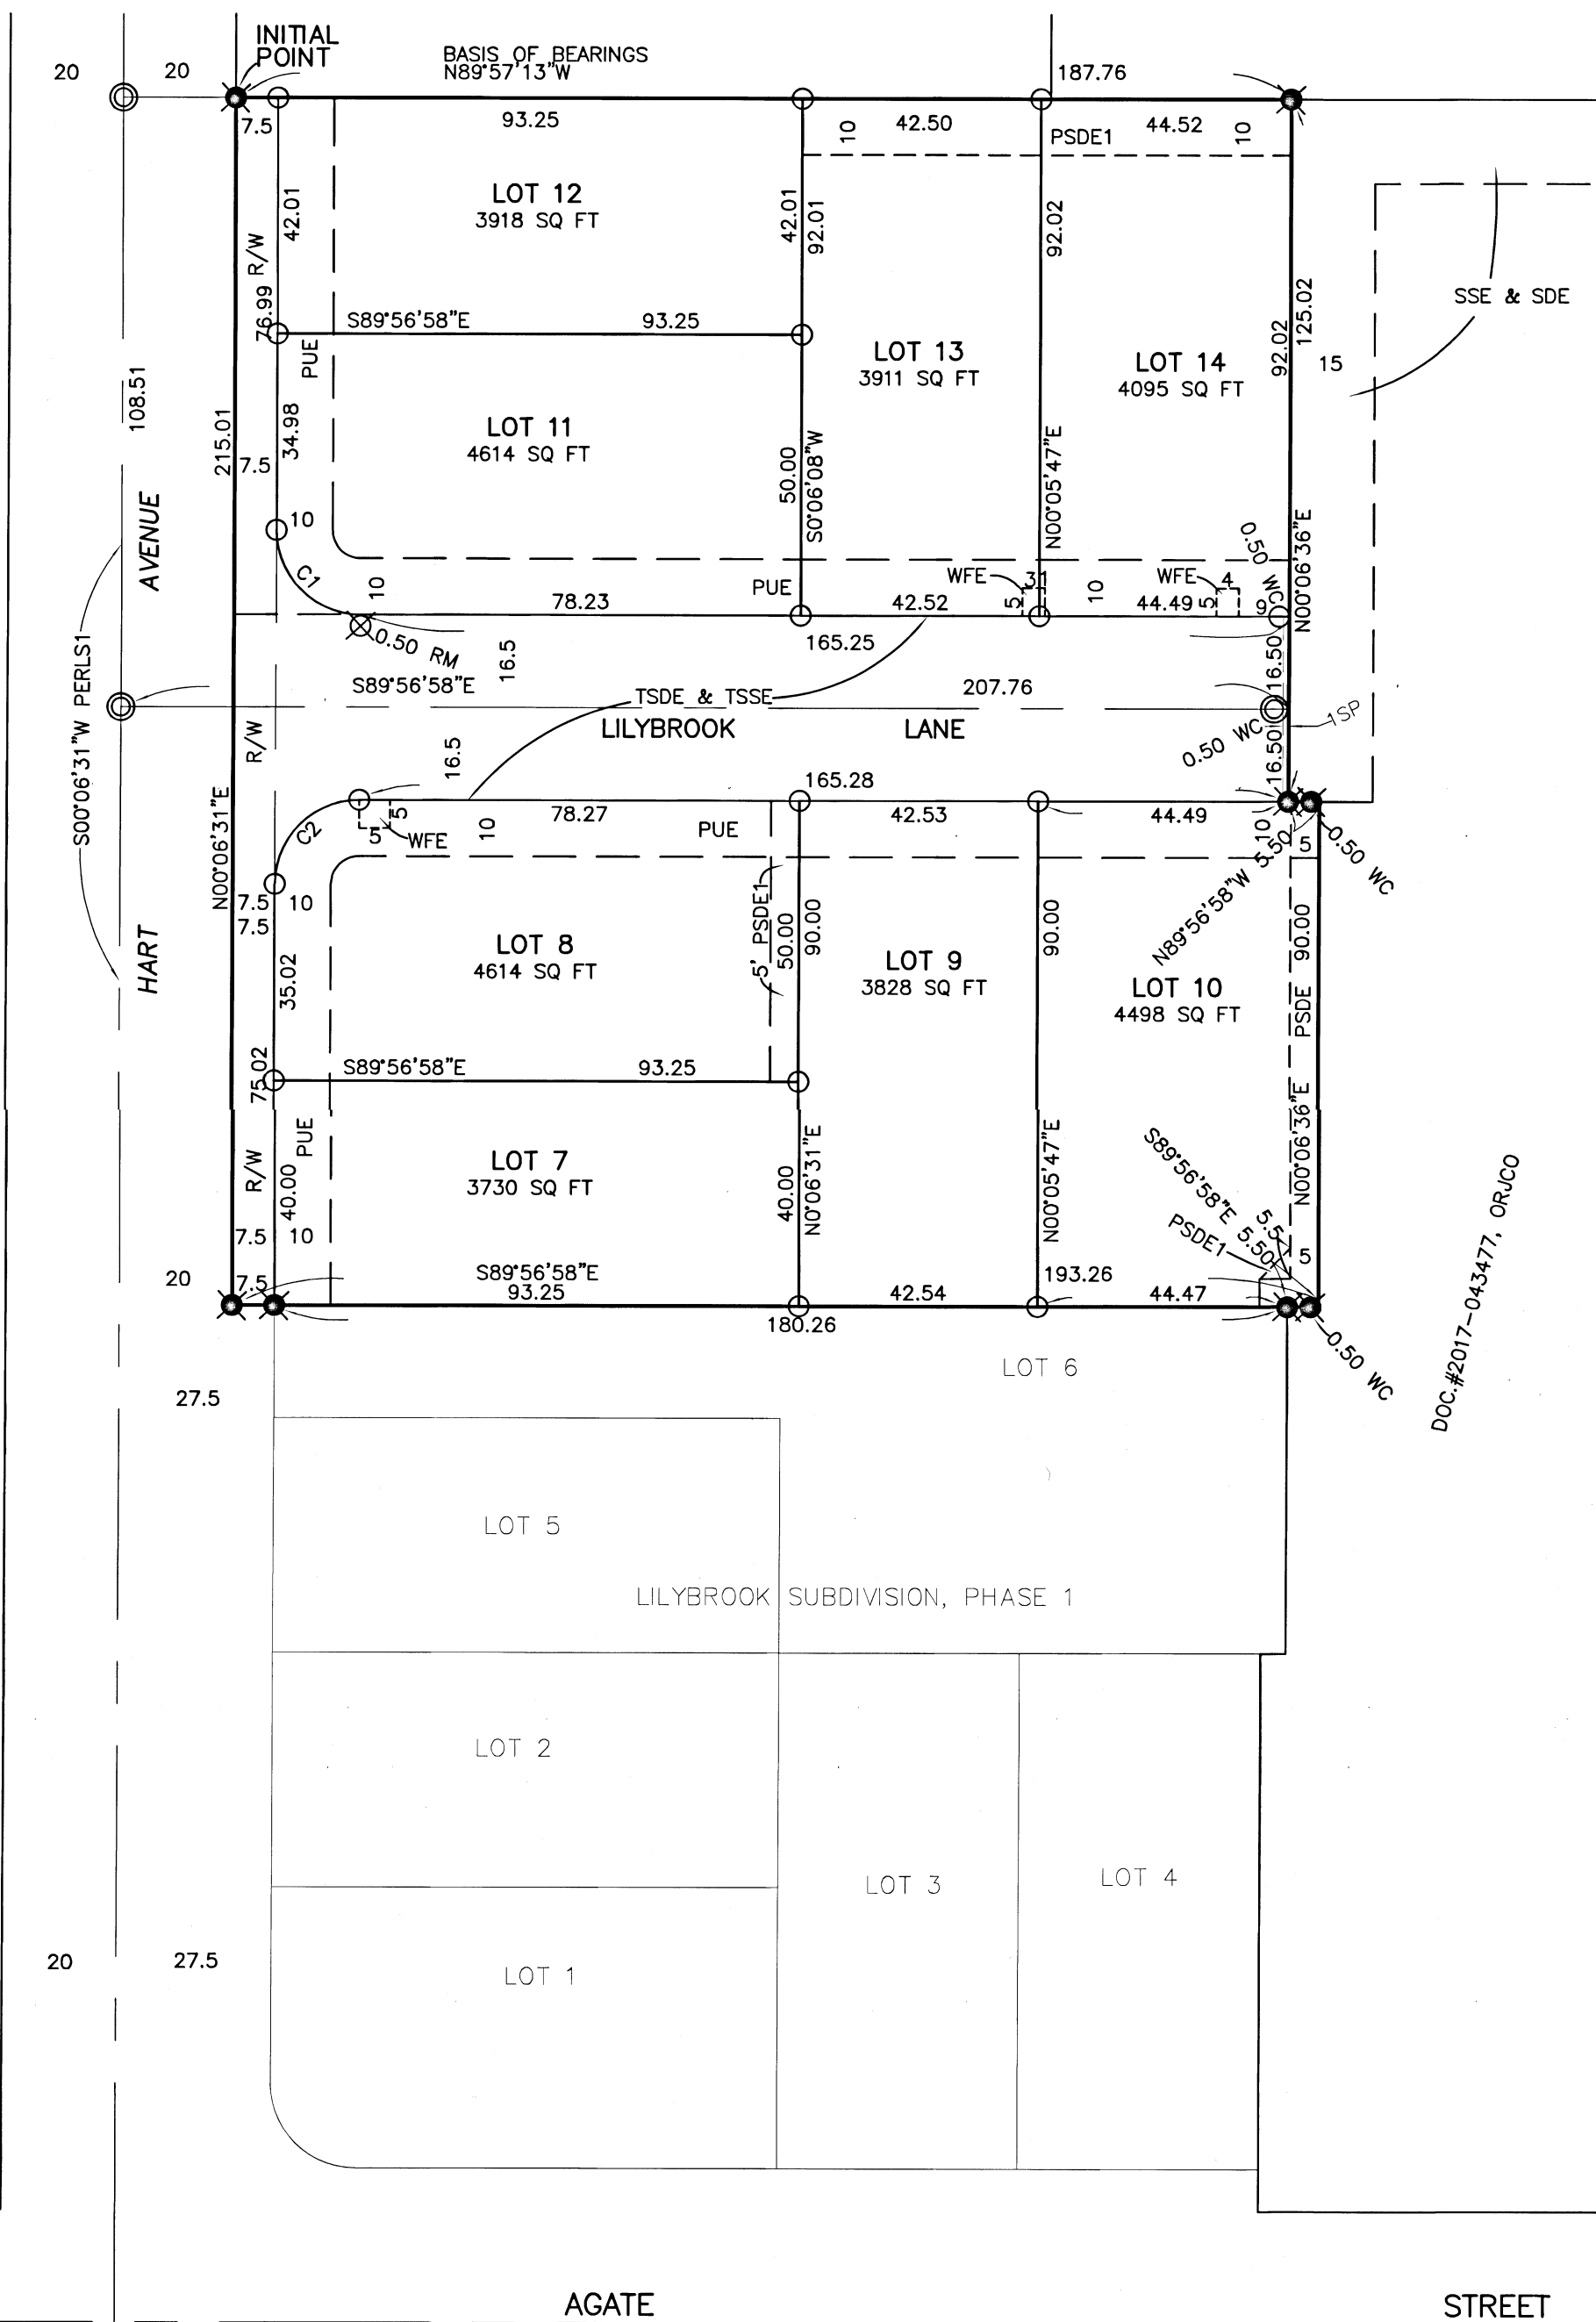 INITIAL
POINT
BASIS OF BEARINGS
N89°57'13"W
187.76
20
20
7.5
93.25
10
42.50
PSDE1
44.52
10
LOT 12
3918 SQ FT
42.01
42.01
92.01
92.02
R/W
76.99
S89°56'58"E
93.25
PUE
SSE & SDE
125.02
92.02
15
LOT 13
3911 SQ FT
LOT 14
4095 SQ FT
108.51
215.01
34.98
7.5
LOT 11
4614 SQ FT
50.00
S0°06'08"W
N00°05'47"E
N00°06'36"E
AVENUE
10
C1
10
PUE
WFE
31
5
10
WFE
4
5
9
0.50 WC
78.23
42.52
44.49
165.25
0.50 RM
16.5
S89°56'58"E
TSDE & TSSE
207.76
16.50
S00°06'31"W PERLS1
R/W
LILYBROOK LANE
1SP
0.50 WC
16.50
16.5
165.28
C2
5
5
WFE
78.27
10
PUE
42.53
44.49
10
5
0.50 WC
N89°56'58"W 5.50
N00°06'31"E
7.5
10
7.5
5' PSDE1
50.00
90.00
90.00
90.00
HART
LOT 8
4614 SQ FT
LOT 9
3828 SQ FT
LOT 10
4498 SQ FT
PSDE
35.02
75.02
S89°56'58"E
93.25
N00°06'36"E
PUE
R/W
40.00
LOT 7
3730 SQ FT
40.00
N0°06'31"E
N00°05'47"E
S89°56'58"E 5.50
5.5
PSDE1
5
7.5
10
20
7.5
S89°56'58"E
93.25
42.54
193.26
44.47
180.26
0.50 WC
DOC.#2017-043477, ORJCO
LOT 6
27.5
LOT 5
LILYBROOK SUBDIVISION, PHASE 1
LOT 2
LOT 3
LOT 4
20
27.5
LOT 1
AGATE STREET